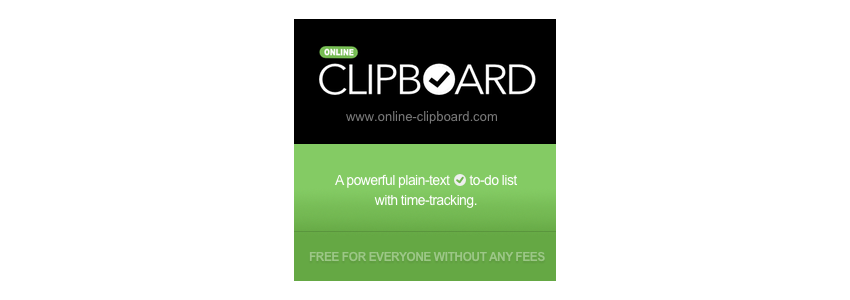 ONLINE
CLIPBOARD
www.online-clipboard.com
A powerful plain-text to-do list
with time-tracking.
FREE FOR EVERYONE WITHOUT ANY FEES